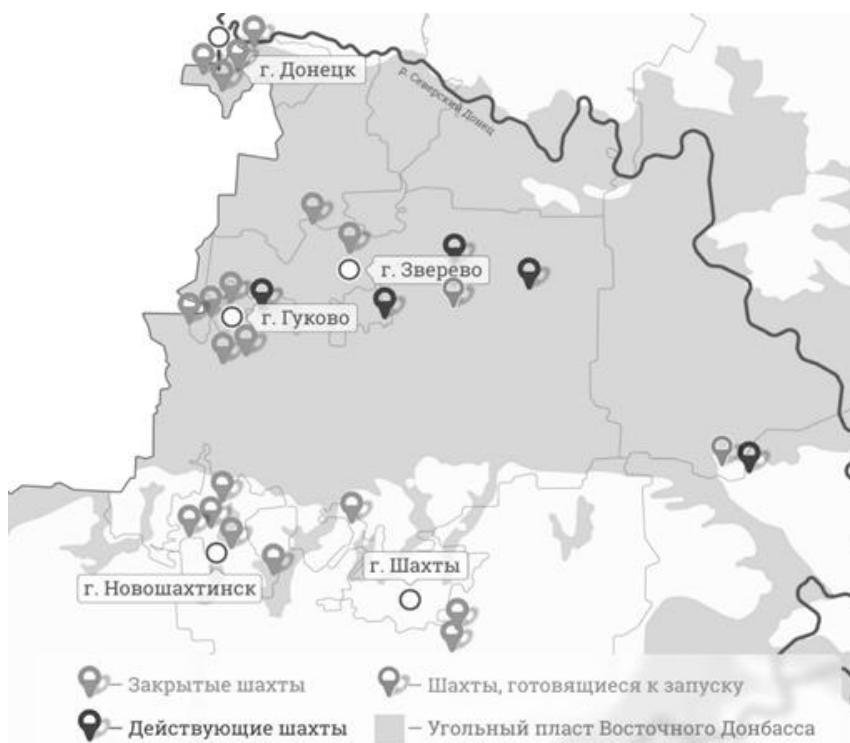 г. Донецк
р. Северский Донец
г. Зверево
г. Гуково
г. Шахты
г. Новошахтинск
– Закрытые шахты
– Шахты, готовящиеся к запуску
– Действующие шахты
– Угольный пласт Восточного Донбасса